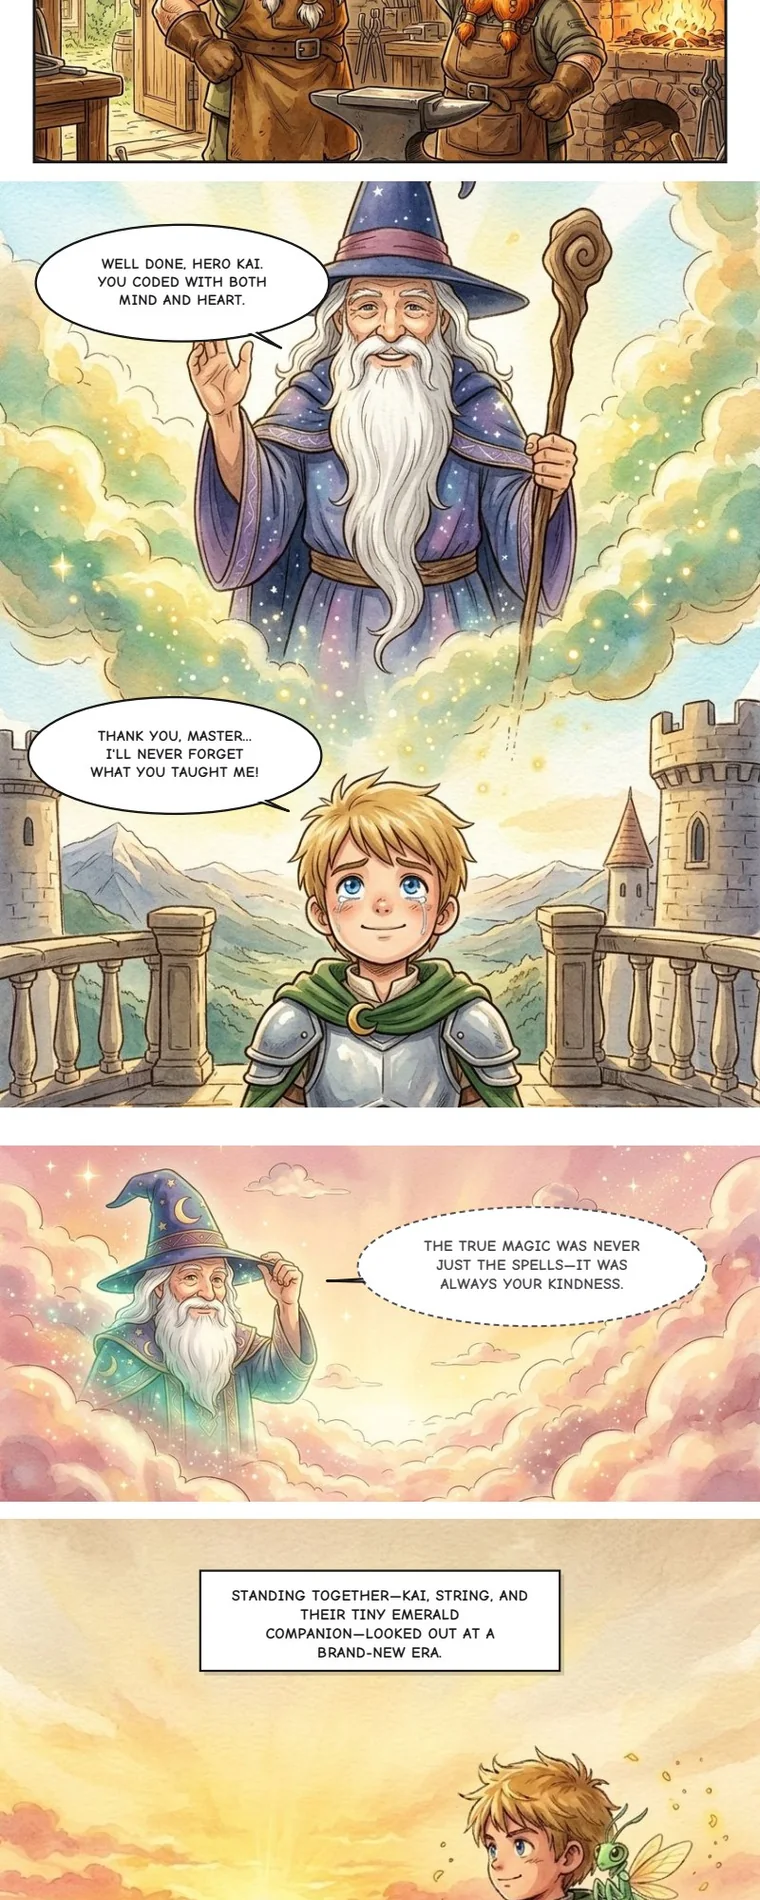 WELL DONE, HERO KAI.
YOU CODED WITH BOTH
MIND AND HEART.
THANK YOU, MASTER...
I'LL NEVER FORGET
WHAT YOU TAUGHT ME!
THE TRUE MAGIC WAS NEVER
JUST THE SPELLS—IT WAS
ALWAYS YOUR KINDNESS.
STANDING TOGETHER—KAI, STRING, AND
THEIR TINY EMERALD
COMPANION—LOOKED OUT AT A
BRAND-NEW ERA.